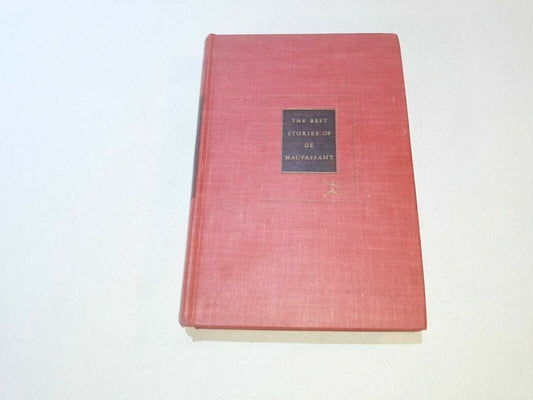 THE BEST
STORIES OF
DE
MAUPASSANT